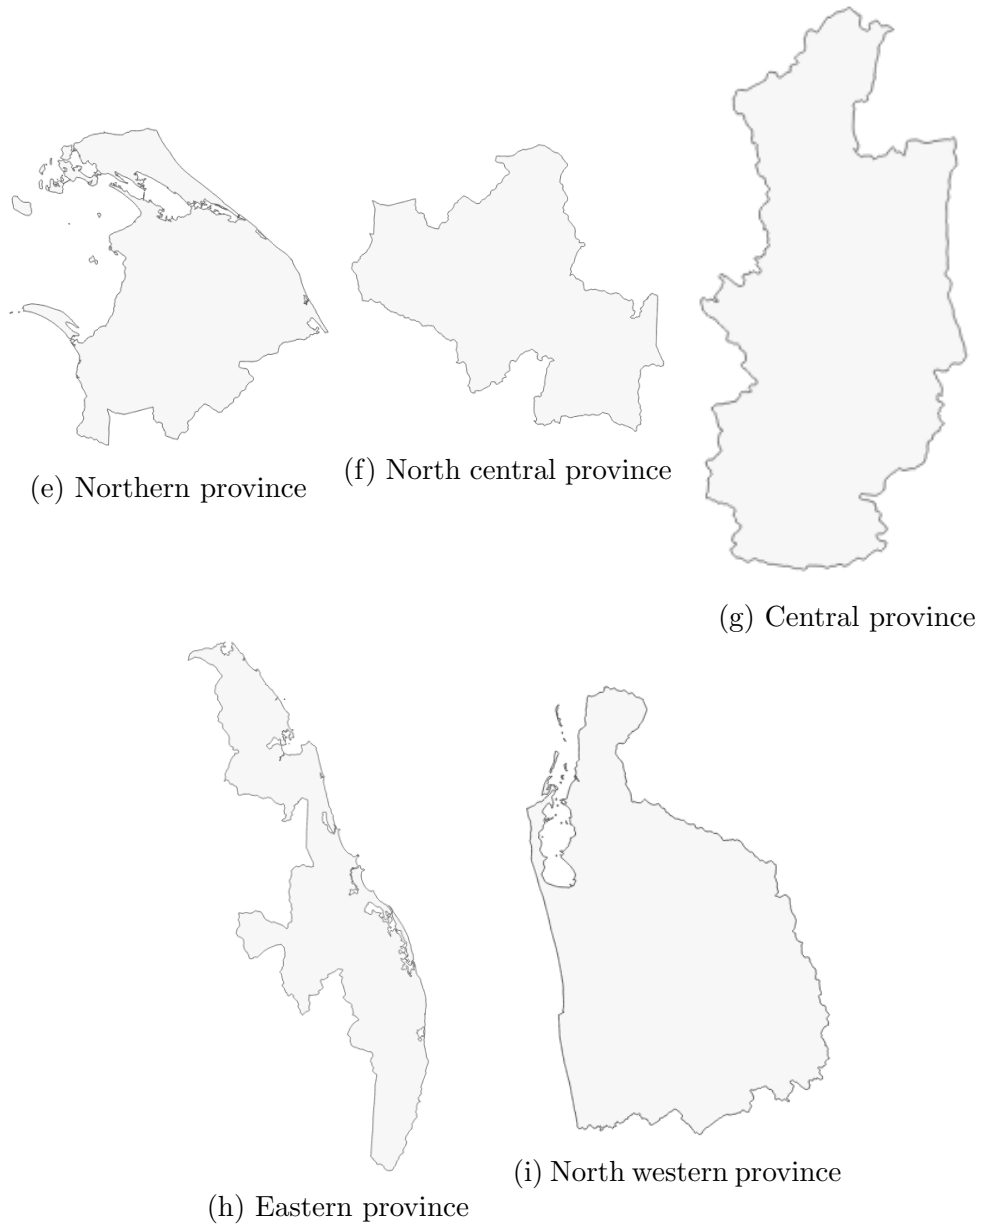 (e) Northern province
(f) North central province
(g) Central province
(h) Eastern province
(i) North western province